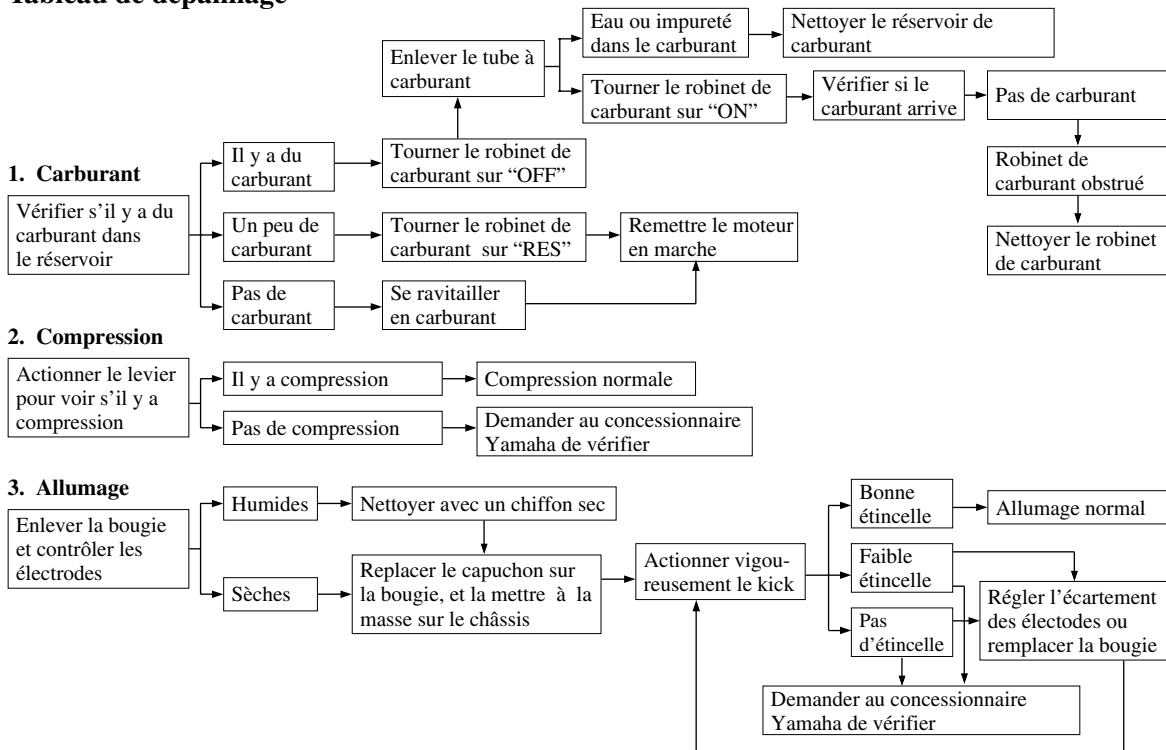 Tableau de dépannage
1. Carburant
Vérifier s’il y a du
carburant dans
le réservoir
Il y a du
carburant
Tourner le robinet de
carburant sur “OFF”
Enlever le tube à
carburant
Eau ou impureté
dans le carburant
Nettoyer le réservoir de
carburant
Tourner le robinet de
carburant sur “ON”
Vérifier si le
carburant arrive
Pas de carburant
Robinet de
carburant obstrué
Nettoyer le robinet
de carburant
Un peu de
carburant
Tourner le robinet de
carburant sur “RES”
Remettre le moteur
en marche
Pas de
carburant
Se ravitailler
en carburant
2. Compression
Actionner le levier
pour voir s’il y a
compression
Il y a compression
Compression normale
Pas de compression
Demander au concessionnaire
Yamaha de vérifier
3. Allumage
Enlever la bougie
et contrôler les
électrodes
Humides
Nettoyer avec un chiffon sec
Sèches
Replacer le capuchon sur
la bougie, et la mettre à la
masse sur le châssis
Actionner vigou-
reusement le kick
Bonne
étincelle
Allumage normal
Faible
étincelle
Pas
d’étincelle
Régler l’écartement
des électodes ou
remplacer la bougie
Demander au concessionnaire
Yamaha de vérifier